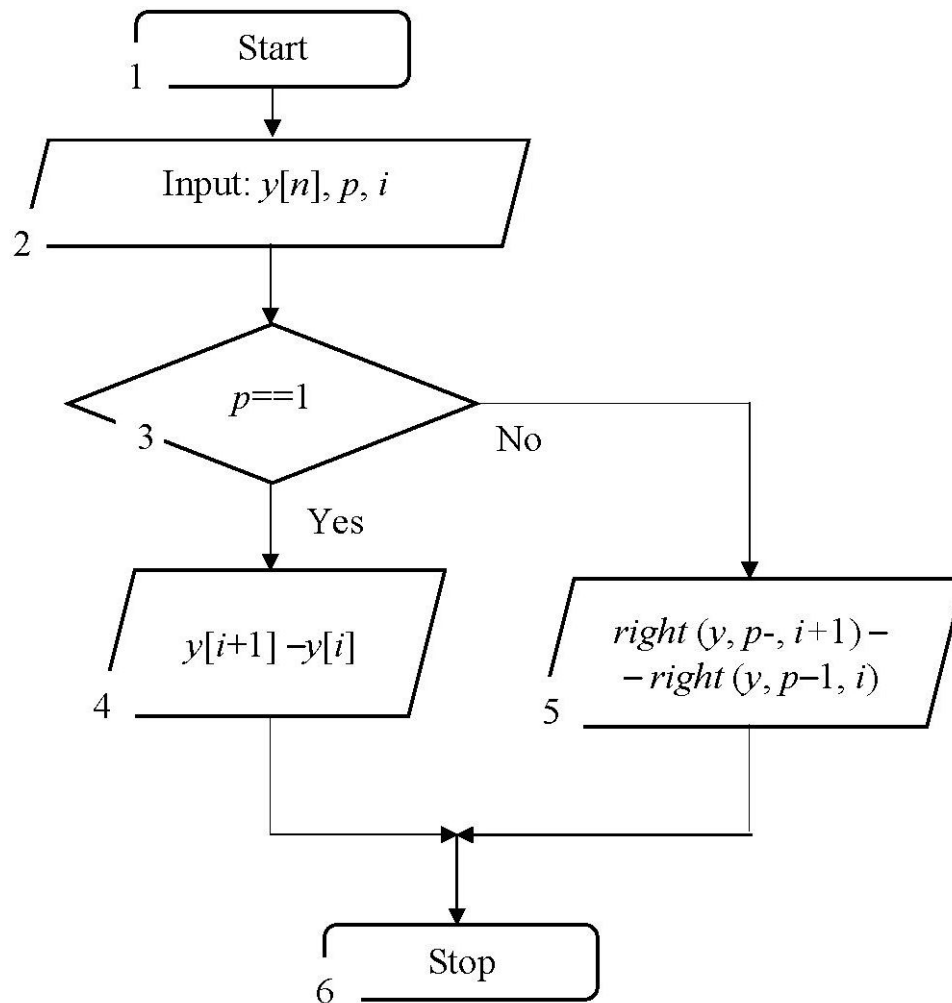 Start
1
Input: y[n], p, i
2
p==1
3
No
Yes
y[i+1] –y[i]
4
right (y, p-, i+1) –
– right (y, p–1, i)
5
Stop
6